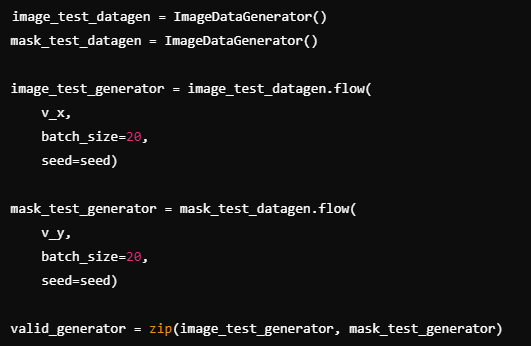 image_test_datagen = ImageDataGenerator()
mask_test_datagen = ImageDataGenerator()
image_test_generator = image_test_datagen.flow(
v_x,
batch_size=20,
seed=seed)
mask_test_generator = mask_test_datagen.flow(
v_y,
batch_size=20,
seed=seed)
valid_generator = zip(image_test_generator, mask_test_generator)